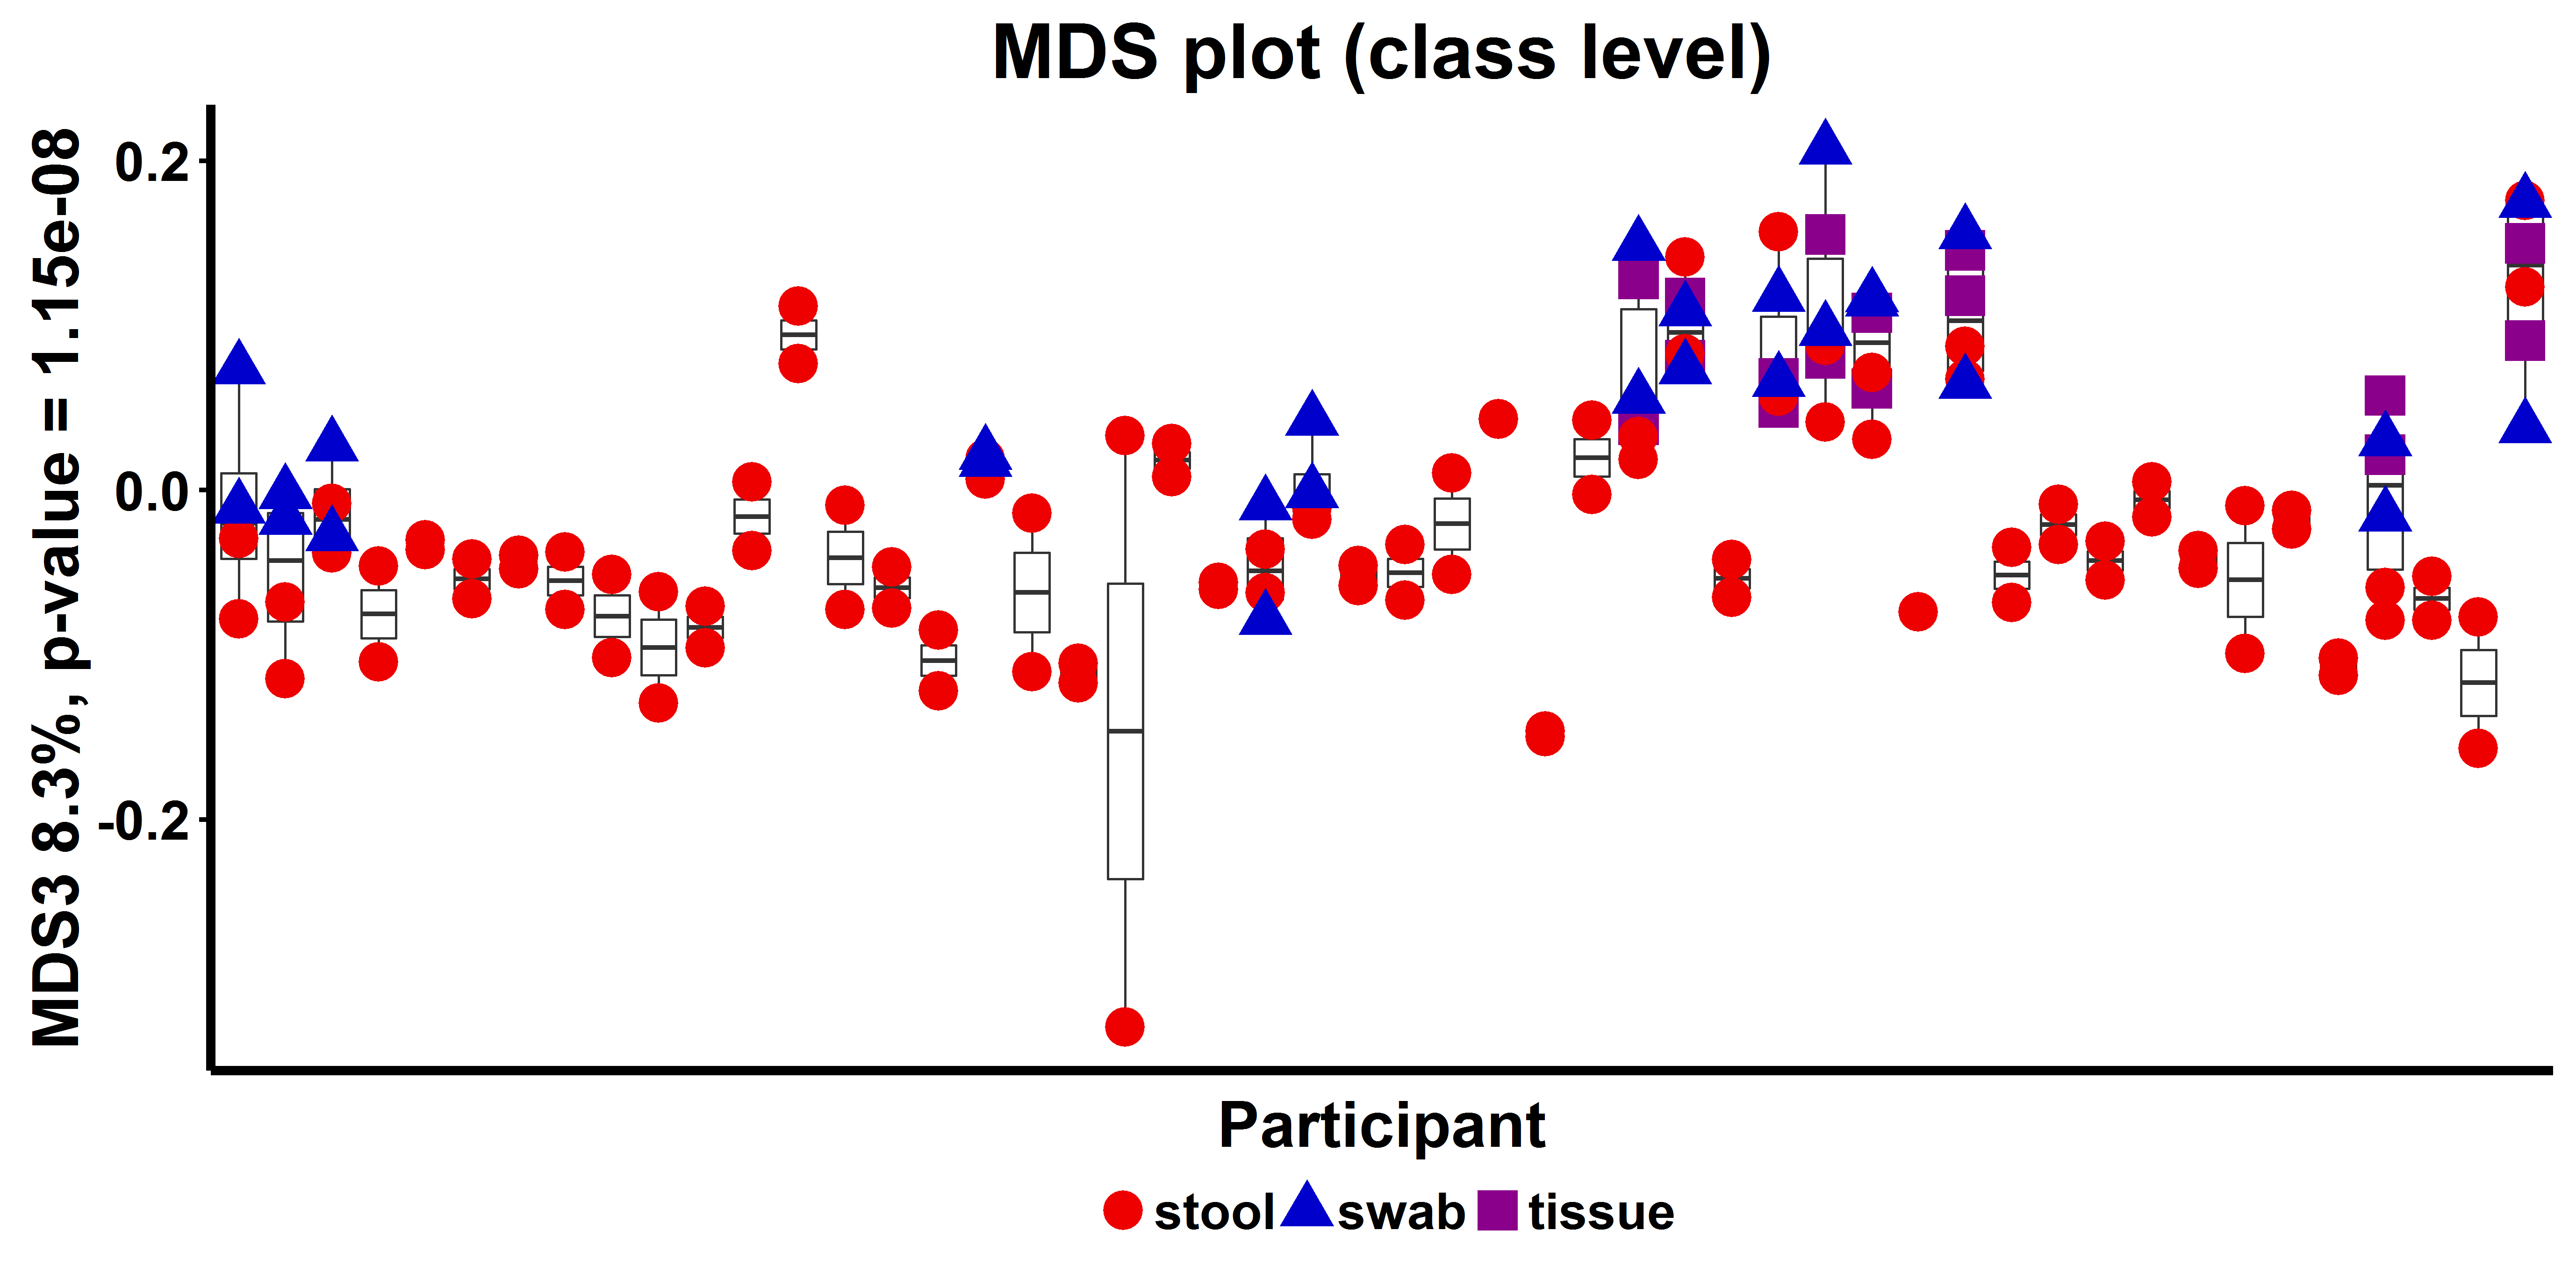 MDS plot (class level)
MDS3 8.3%, p-value = 1.15e-08
0.2
0.0
-0.2
Participant
stool swab tissue